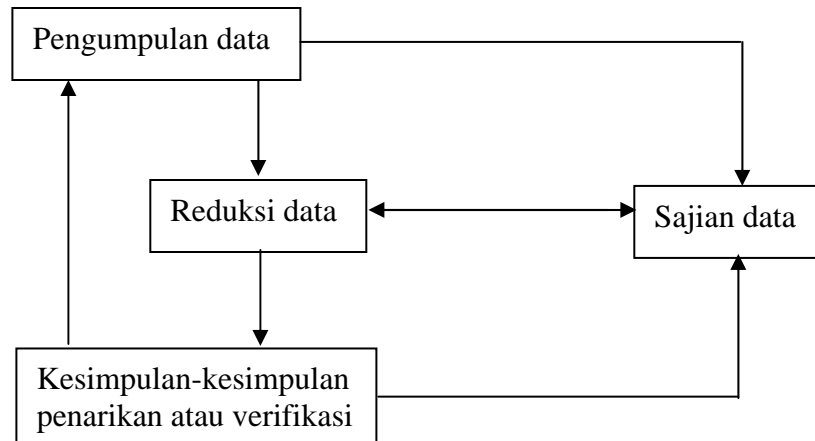 Pengumpulan data
Reduksi data
Sajian data
Kesimpulan-kesimpulan
penarikan atau verifikasi